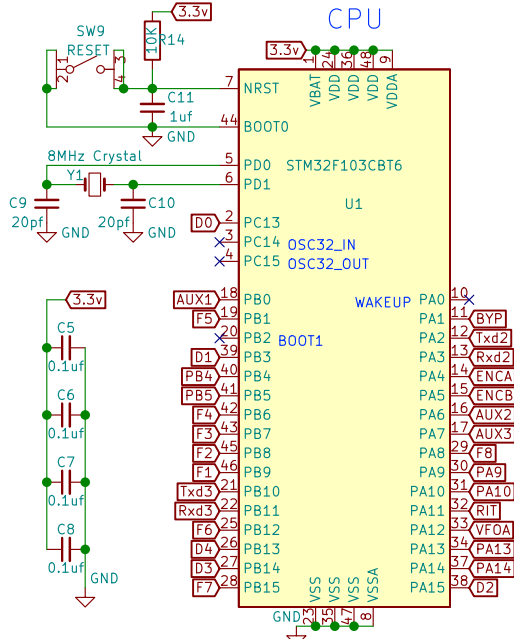 CPU
3.3v
SW9
RESET
2 1
4 3
10K
R14
C11
1uf
GND
3.3v
1 24 36 48 9
VBAT VDD VDD VDD VDDA
7 NRST
44 BOOT0
8MHz Crystal
Y1
5 PD0
6 PD1
STM32F103CBT6
U1
C9
20pf
GND
C10
20pf
GND
D0 2 PC13
3 PC14 OSC32_IN
4 PC15 OSC32_OUT
AUX1 18 PB0
F5 19 PB1
20 PB2 BOOT1
D1 39 PB3
PB4 40 PB4
PB5 41 PB5
F4 42 PB6
F3 43 PB7
F2 45 PB8
F1 46 PB9
Txd3 21 PB10
Rxd3 22 PB11
F6 25 PB12
D4 26 PB13
D3 27 PB14
F7 28 PB15
WAKEUP PA0 10
PA1 11 BYP
PA2 12 Txd2
PA3 13 Rxd2
PA4 14 ENCA
PA5 15 ENCB
PA6 16 AUX2
PA7 17 AUX3
PA8 29 F8
PA9 30 PA9
PA10 31 PA10
PA11 32 RIT
PA12 33 VFOA
PA13 34 PA13
PA14 37 PA14
PA15 38 D2
VSS VSS VSS VSSA
23 35 47 8
GND
3.3v
C5
0.1uf
C6
0.1uf
C7
0.1uf
C8
0.1uf
GND